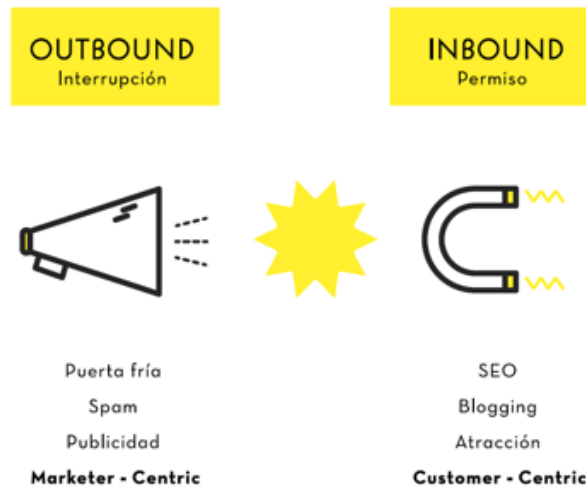 OUTBOUND
Interrupción
INBOUND
Permiso
Puerta fría
Spam
Publicidad
Marketer - Centric
SEO
Blogging
Atracción
Customer - Centric